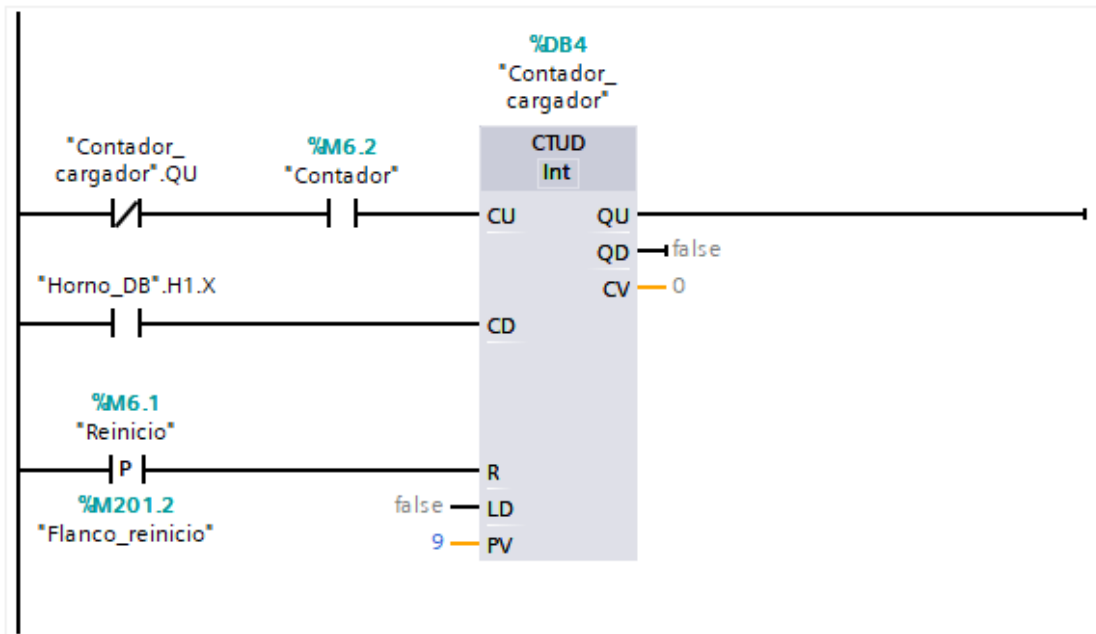 %DB4
"Contador_
cargador"
CTUD
Int
"Contador_
cargador".QU
%M6.2
"Contador"
CU
QU
QD
false
CV
0
"Horno_DB".H1.X
CD
%M6.1
"Reinicio"
P
R
%M201.2
"Flanco_reinicio"
false
LD
9
PV